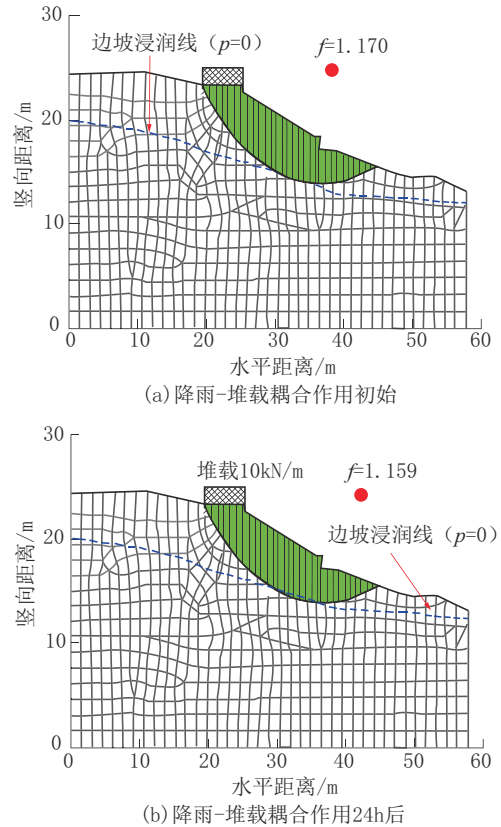 30
边坡浸润线（p=0）
f=1.170
20
竖向距离/m
10
0
0 10 20 30 40 50 60
水平距离/m
(a)降雨-堆载耦合作用初始
30
堆载10kN/m
f=1.159
边坡浸润线（p=0）
20
竖向距离/m
10
0
0 10 20 30 40 50 60
水平距离/m
(b)降雨-堆载耦合作用24h后